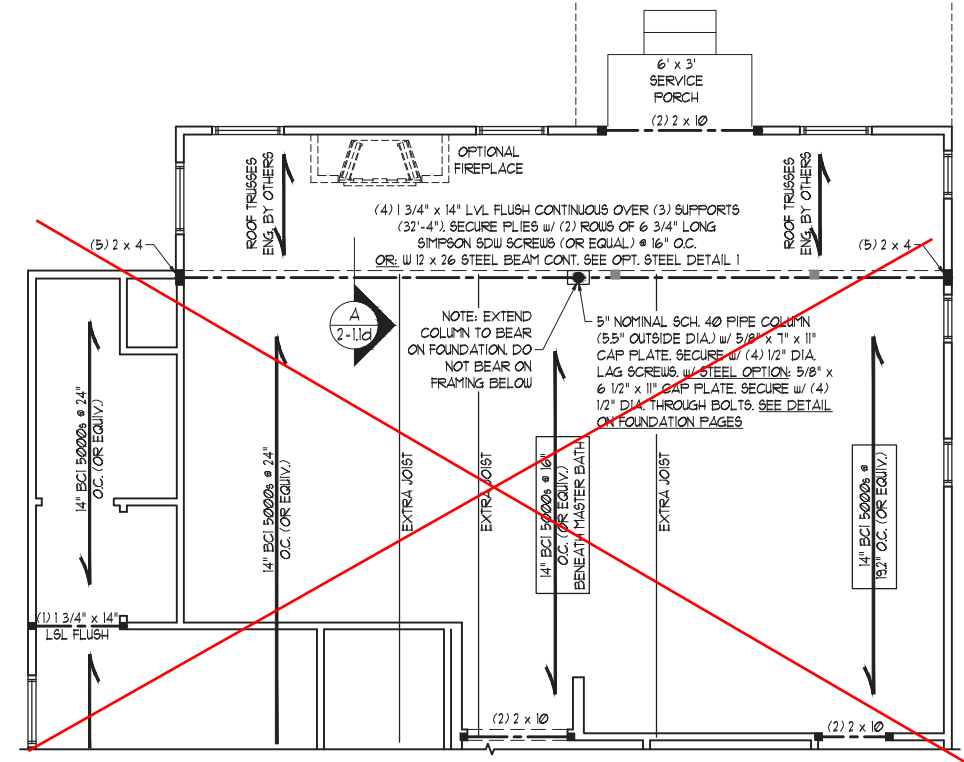 6' x 3'
SERVICE
PORCH
(2) 2 x 10
OPTIONAL
FIREPLACE
ROOF TRUSSES
ENG. BY OTHERS
ROOF TRUSSES
ENG. BY OTHERS
(4) 1 3/4" x 14" LVL FLUSH CONTINUOUS OVER (3) SUPPORTS
(32'-4"). SECURE PLIES w/ (2) ROWS OF 6 3/4" LONG
SIMPSON SDW SCREWS (OR EQUAL) @ 16" O.C.
OR: W 12 x 26 STEEL BEAM CONT. SEE OPT. STEEL DETAIL 1
(5) 2 x 4
(5) 2 x 4
A
2-1.1d
NOTE: EXTEND
COLUMN TO BEAR
ON FOUNDATION. DO
NOT BEAR ON
FRAMING BELOW
5" NOMINAL SCH. 40 PIPE COLUMN
(5.5" OUTSIDE DIA.) w/ 5/8" x 7" x 11"
CAP PLATE. SECURE w/ (4) 1/2" DIA.
LAG SCREWS. w/ STEEL OPTION: 5/8" x
6 1/2" x 11" CAP PLATE. SECURE w/ (4)
1/2" DIA. THROUGH BOLTS. SEE DETAIL
ON FOUNDATION PAGES
14" BCI 5000s @ 24"
O.C. (OR EQUIV.)
14" BCI 5000s @ 24"
O.C. (OR EQUIV.)
EXTRA JOIST
EXTRA JOIST
14" BCI 5000s @ 16"
O.C. (OR EQUIV.)
BENEATH MASTER BATH
EXTRA JOIST
14" BCI 5000s @
19.2" O.C. (OR EQUIV.)
(1) 1 3/4" x 14"
LSL FLUSH
(2) 2 x 10
(2) 2 x 10